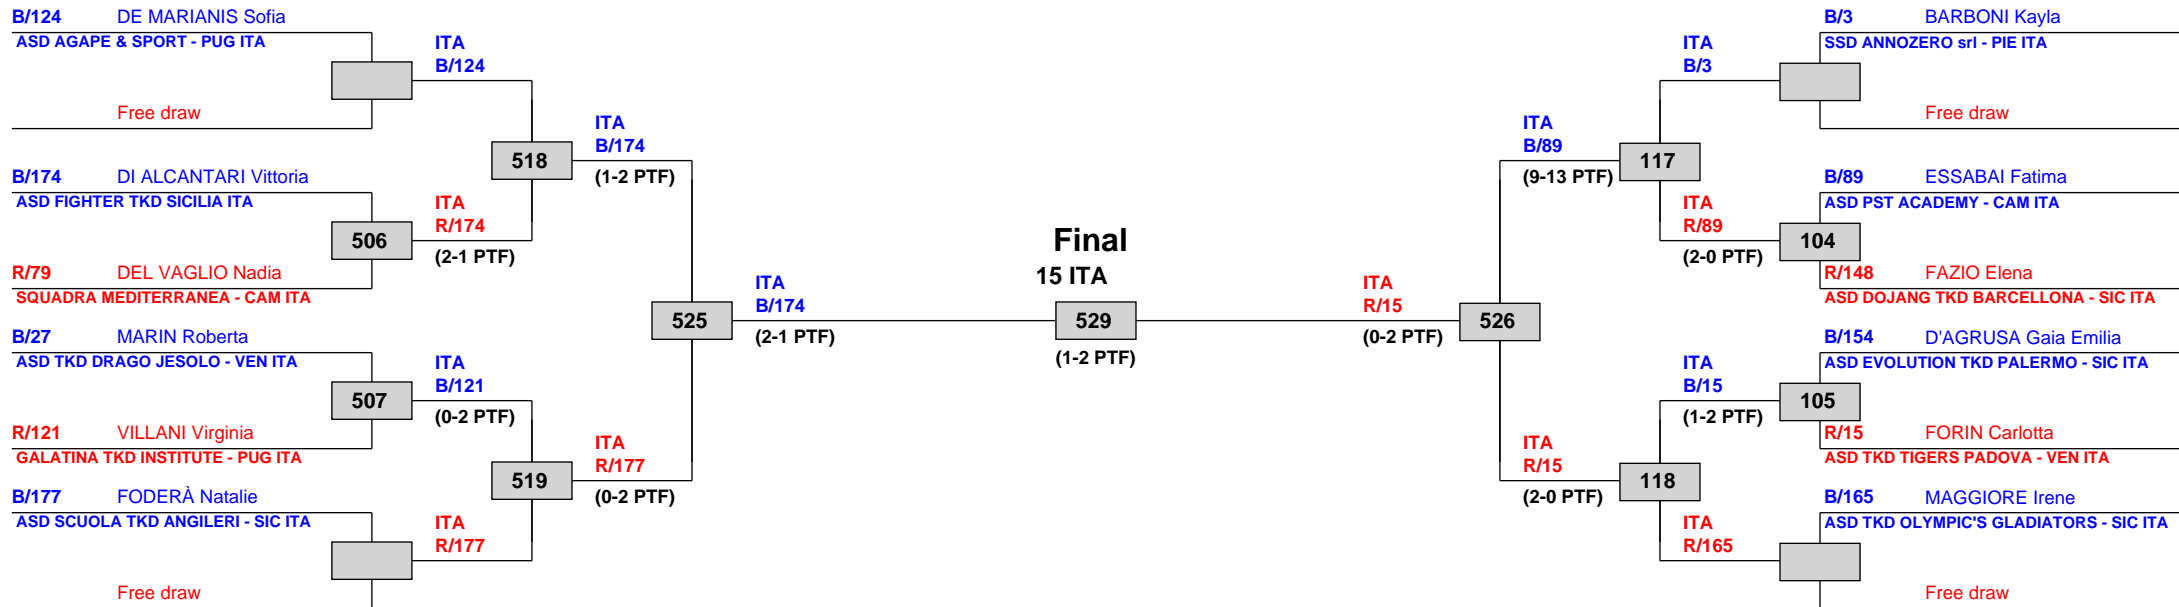 B/124 DE MARIANIS Sofia
ASD AGAPE & SPORT - PUG ITA
Free draw
B/174 DI ALCANTARI Vittoria
ASD FIGHTER TKD SICILIA ITA
506
R/79 DEL VAGLIO Nadia
SQUADRA MEDITERRANEA - CAM ITA
B/27 MARIN Roberta
ASD TKD DRAGO JESOLO - VEN ITA
507
R/121 VILLANI Virginia
GALATINA TKD INSTITUTE - PUG ITA
B/177 FODERÀ Natalie
ASD SCUOLA TKD ANGILERI - SIC ITA
Free draw
ITA
B/124
518
ITA
R/174
(2-1 PTF)
ITA
B/121
(0-2 PTF)
519
ITA
R/177
ITA
B/174
(1-2 PTF)
525
ITA
R/177
(0-2 PTF)
ITA
B/174
(2-1 PTF)
Final
15 ITA
529
(1-2 PTF)
ITA
R/15
(0-2 PTF)
526
ITA
B/89
(9-13 PTF)
117
ITA
R/15
(2-0 PTF)
118
ITA
B/3
ITA
R/89
(2-0 PTF)
104
ITA
B/15
(1-2 PTF)
105
ITA
R/165
B/3 BARBONI Kayla
SSD ANNOZERO srl - PIE ITA
Free draw
B/89 ESSABAI Fatima
ASD PST ACADEMY - CAM ITA
R/148 FAZIO Elena
ASD DOJANG TKD BARCELLONA - SIC ITA
B/154 D'AGRUSA Gaia Emilia
ASD EVOLUTION TKD PALERMO - SIC ITA
R/15 FORIN Carlotta
ASD TKD TIGERS PADOVA - VEN ITA
B/165 MAGGIORE Irene
ASD TKD OLYMPIC'S GLADIATORS - SIC ITA
Free draw